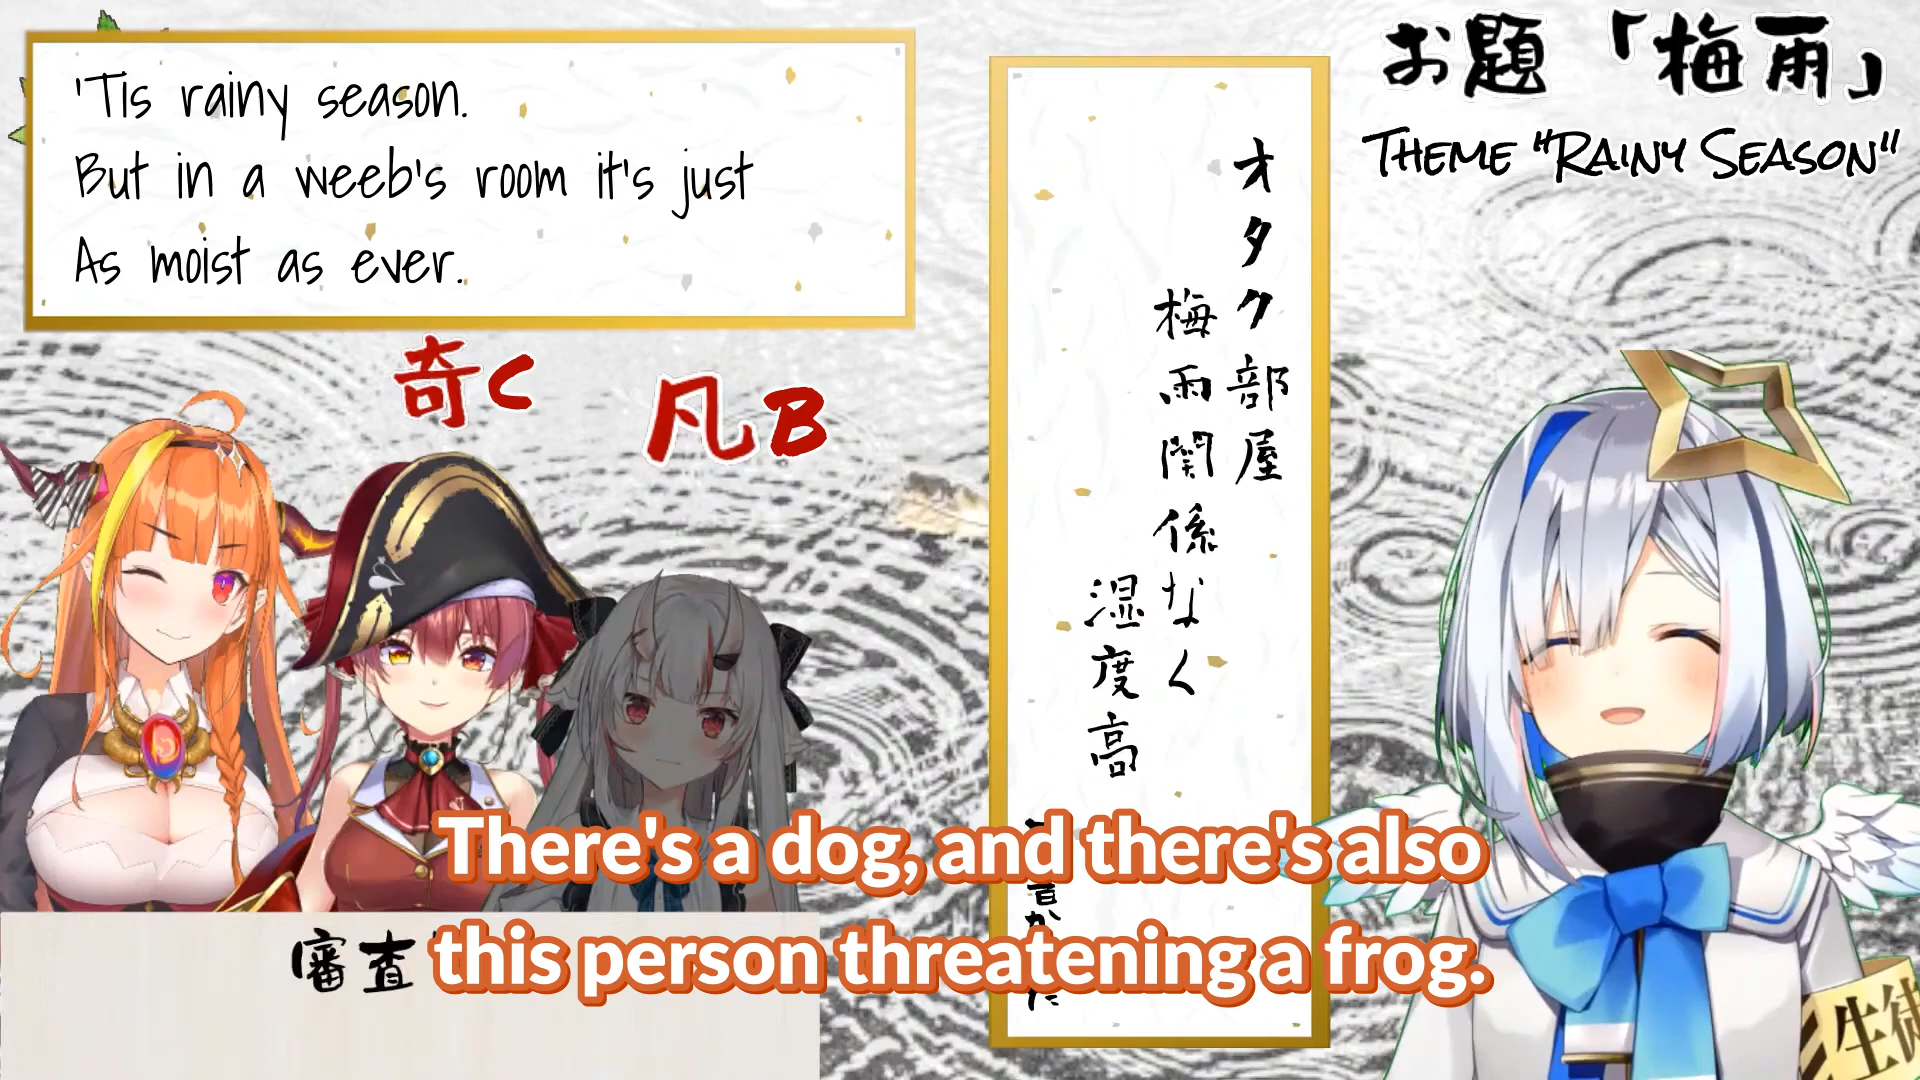 'Tis rainy season.
But in a weeb's room it's just
As moist as ever.
お題「梅雨」
THEME "RAINY SEASON"
オタク部屋
梅雨関係なく
湿度高
奇C
凡B
審査
There's a dog, and there's also
this person threatening a frog.
生徒